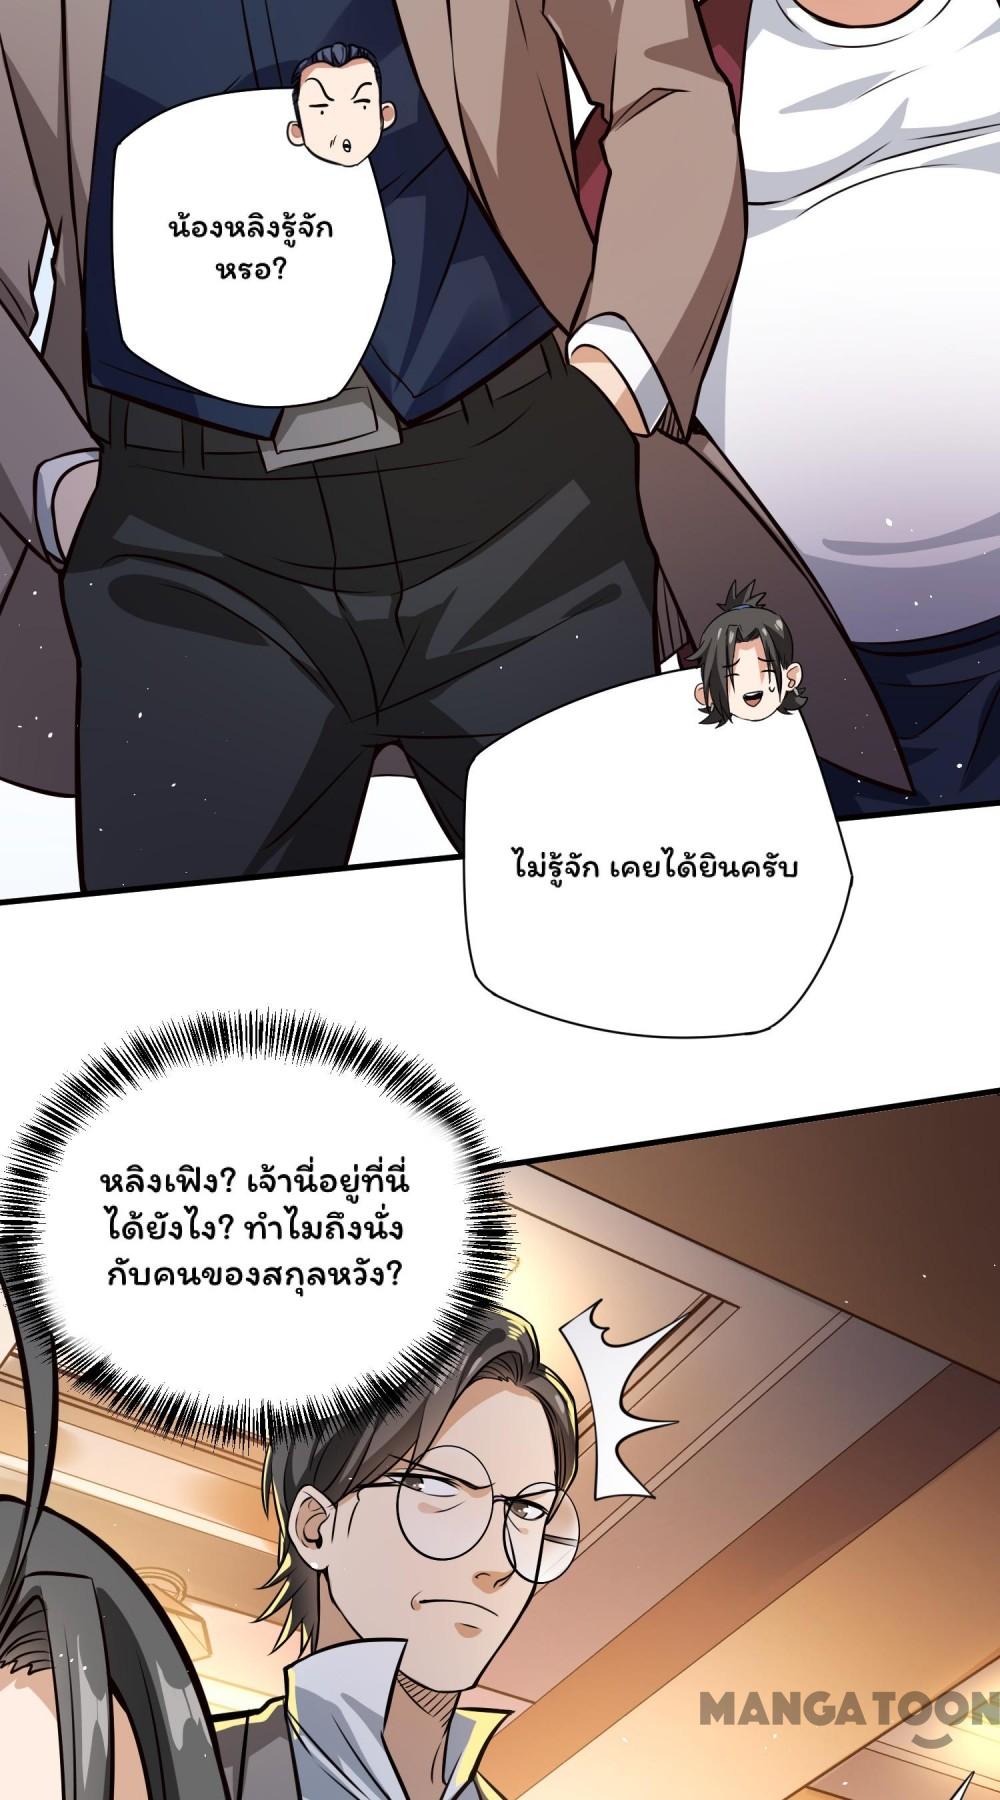 น้องหลิงรู้จัก
หรอ?
ไม่รู้จัก เคยได้ยินครับ
หลิงเฟิง? เจ้านี่อยู่ที่นี่
ได้ยังไง? ทำไมถึงนั่ง
กับคนของสกุลหวัง?
MANGATOON